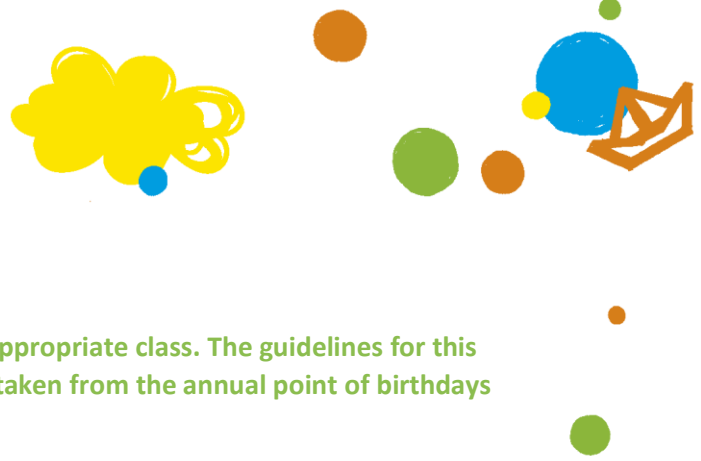 ppropriate class. The guidelines for this
taken from the annual point of birthdays